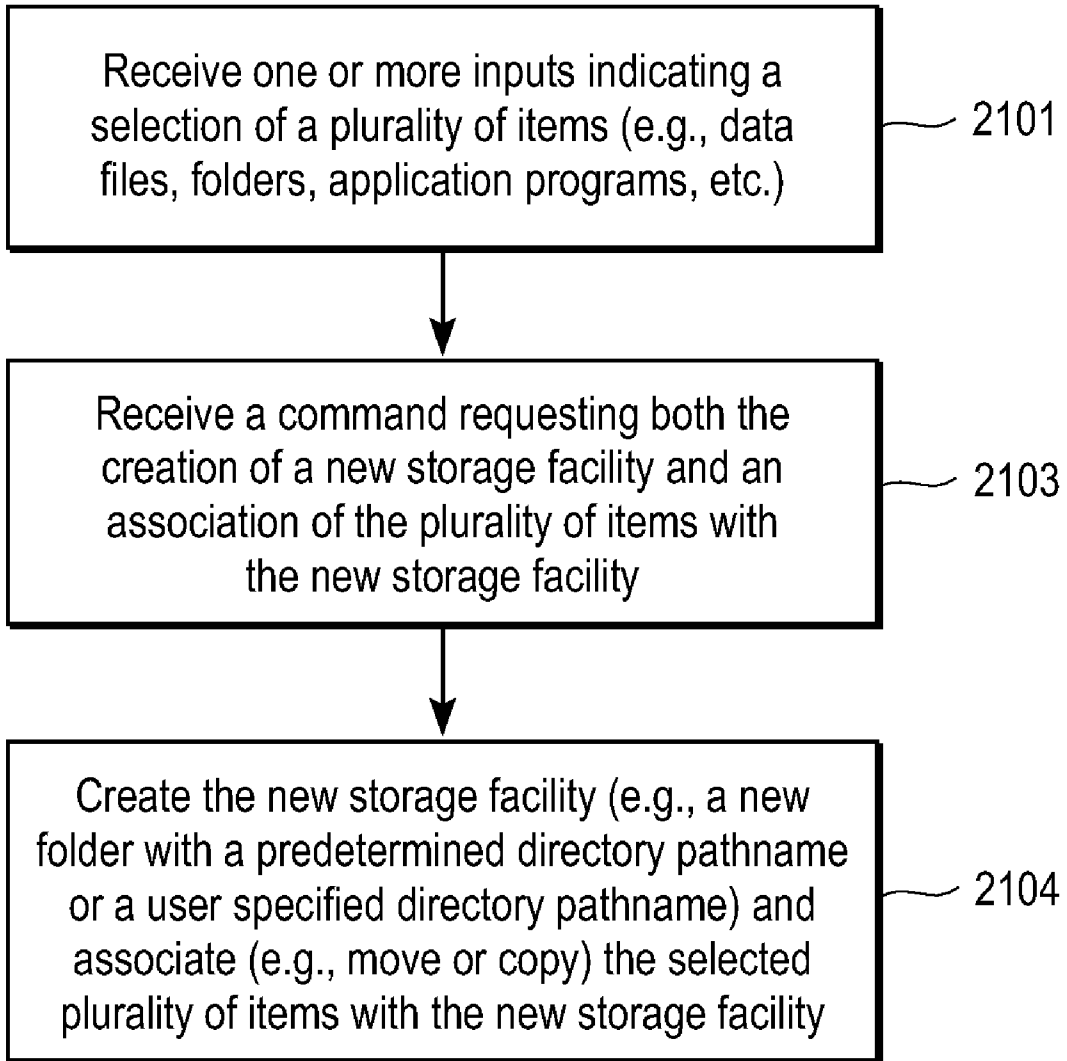 Receive one or more inputs indicating a
selection of a plurality of items (e.g., data
files, folders, application programs, etc.)
2101
Receive a command requesting both the
creation of a new storage facility and an
association of the plurality of items with
the new storage facility
2103
Create the new storage facility (e.g., a new
folder with a predetermined directory pathname
or a user specified directory pathname) and
associate (e.g., move or copy) the selected
plurality of items with the new storage facility
2104